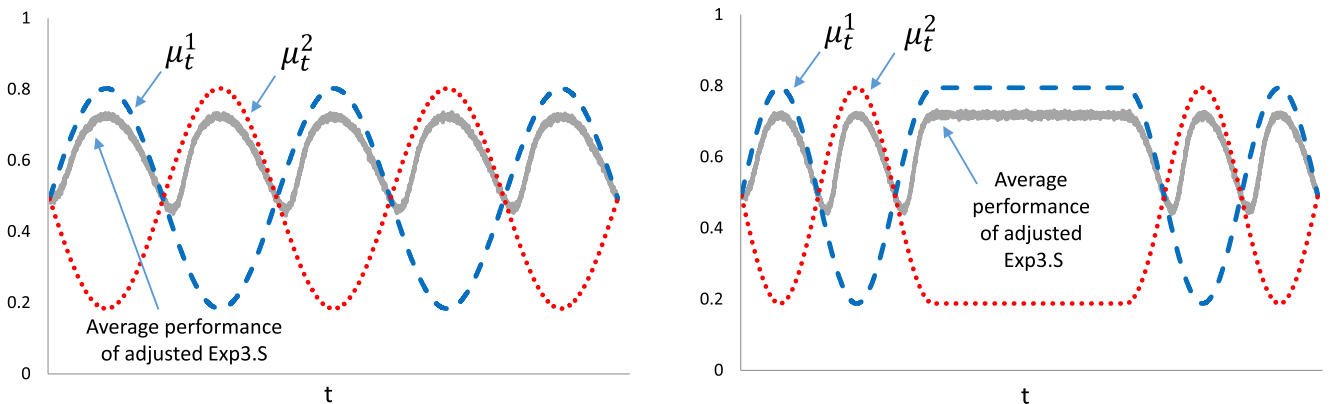 1
0.8
0.6
0.4
0.2
0
μ_t^1
μ_t^2
Average performance
of adjusted Exp3.S
t
1
0.8
0.6
0.4
0.2
0
μ_t^1
μ_t^2
Average
performance
of adjusted
Exp3.S
t